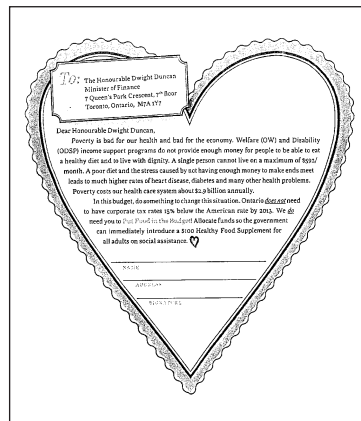 To: The Honourable Dwight Duncan
Minister of Finance
7 Queen's Park Crescent, 7th floor
Toronto, Ontario, M7A 1Y7
Dear Honourable Dwight Duncan,
Poverty is bad for our health and bad for the economy. Welfare (OW) and Disability
(ODSP) income support programs do not provide enough money for people to be able to eat
a healthy diet and to live with dignity. A single person cannot live on a maximum of $592/
month. A poor diet and the stress caused by not having enough money to make ends meet
leads to much higher rates of heart disease, diabetes and many other health problems.
Poverty costs our health care system about $2.9 billion annually.
In this budget, do something to change this situation. Ontario does not need
to have corporate tax rates 15% below the American rate by 2013. We do
need you to Put Food in the Budget! Allocate funds so the government
can immediately introduce a $100 Healthy Food Supplement for
all adults on social assistance.
NAME
ADDRESS
SIGNATURE